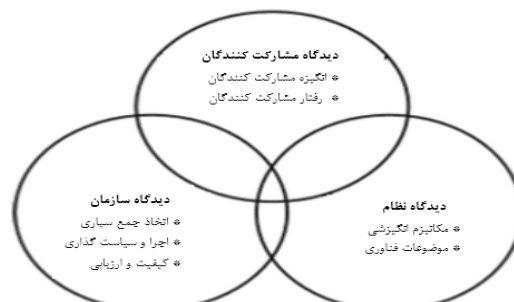 دیدگاه مشارکت کنندگان
* انگیزه مشارکت کنندگان
* رفتار مشارکت کنندگان
دیدگاه سازمان
* اتخاذ جمع سپاری
* اجرا و سیاست گذاری
* کیفیت و ارزیابی
دیدگاه نظام
* مکانیزم انگیزشی
* موضوعات فناوری